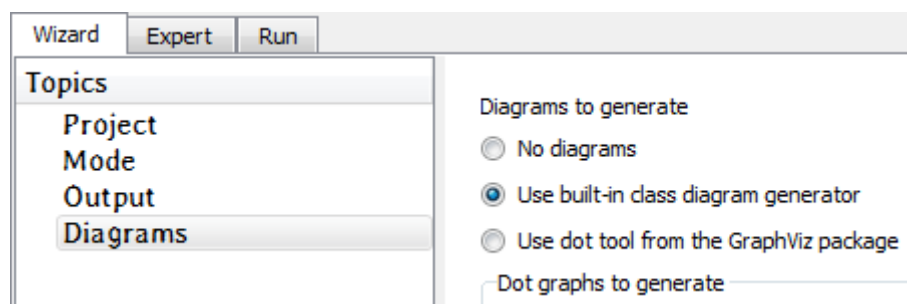 Wizard Expert Run
Topics
Project
Mode
Output
Diagrams
Diagrams to generate
No diagrams
Use built-in class diagram generator
Use dot tool from the GraphViz package
Dot graphs to generate